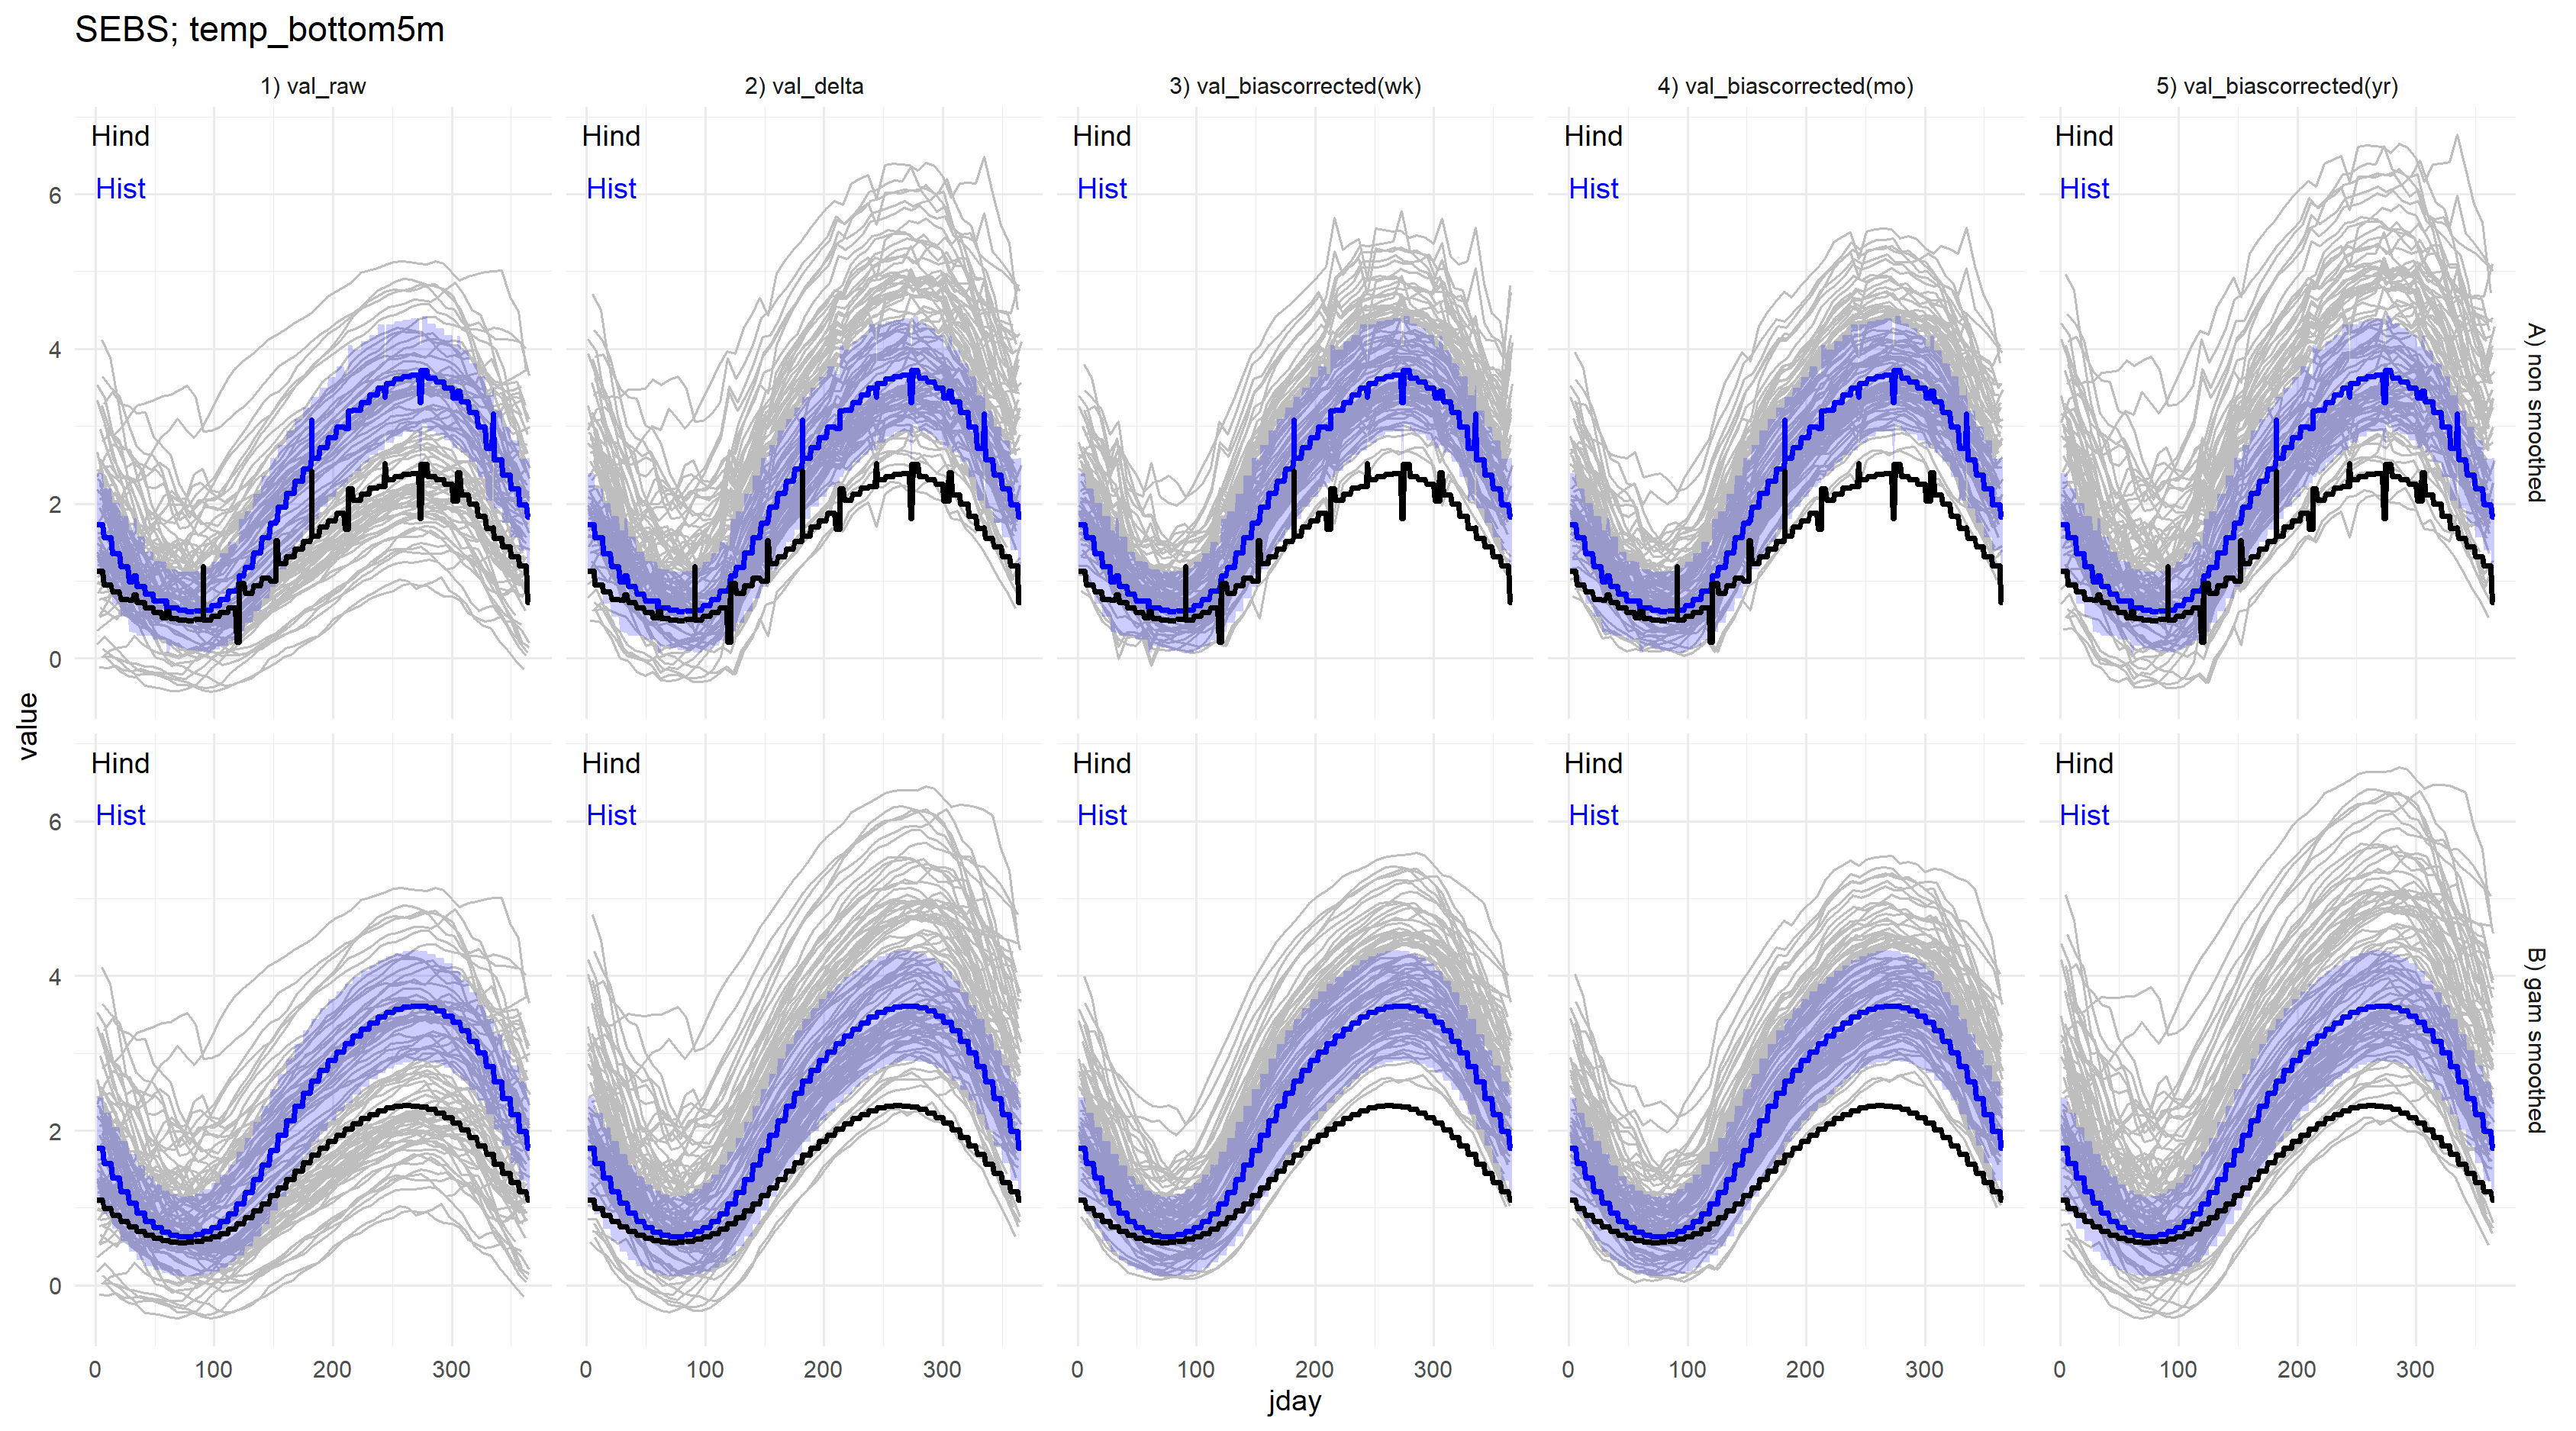 SEBS; temp_bottom5m
1) val_raw
2) val_delta
3) val_biascorrected(wk)
4) val_biascorrected(mo)
5) val_biascorrected(yr)
Hind
Hind
Hind
Hind
Hind
Hist
Hist
Hist
Hist
Hist
6
4
2
0
A) non smoothed
value
Hind
Hind
Hind
Hind
Hind
Hist
Hist
Hist
Hist
Hist
6
4
2
0
B) gam smoothed
0 100 200 300
0 100 200 300
0 100 200 300
0 100 200 300
0 100 200 300
jday